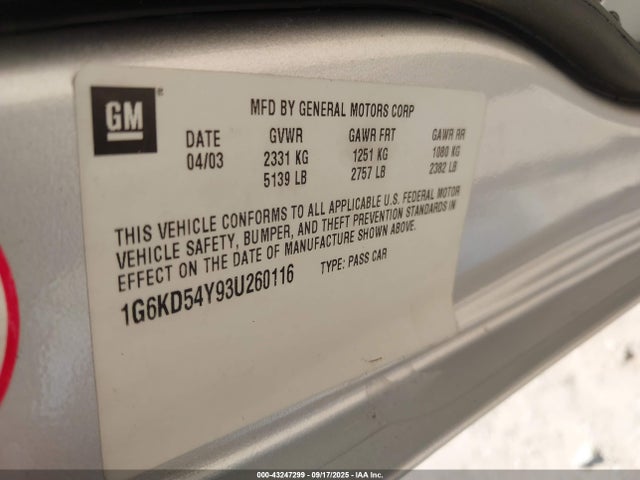 GM ®
MFD BY GENERAL MOTORS CORP
DATE GVWR GAWR FRT GAWR RR
04/03 2331 KG 1251 KG 1080 KG
5139 LB 2757 LB 2382 LB
THIS VEHICLE CONFORMS TO ALL APPLICABLE U.S. FEDERAL MOTOR
VEHICLE SAFETY, BUMPER, AND THEFT PREVENTION STANDARDS IN
EFFECT ON THE DATE OF MANUFACTURE SHOWN ABOVE.
1G6KD54Y93U260116 TYPE: PASS CAR
000-43247299 - 09/17/2025 - IAA Inc.